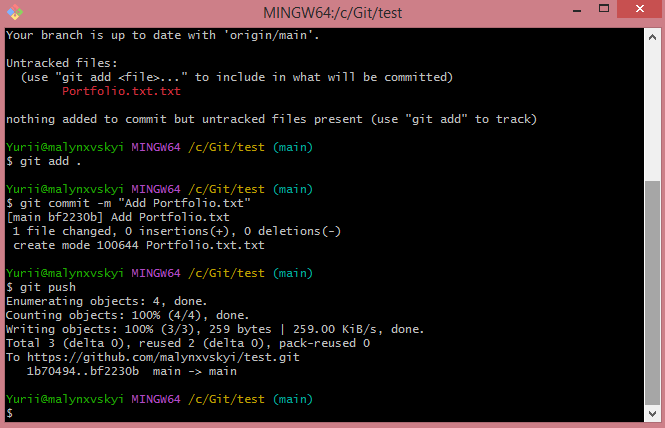 MINGW64:/c/Git/test
Your branch is up to date with 'origin/main'.
Untracked files:
  (use "git add <file>..." to include in what will be committed)
        Portfolio.txt.txt
nothing added to commit but untracked files present (use "git add" to track)
Yurii@malynxvskyi MINGW64 /c/Git/test (main)
$ git add .
Yurii@malynxvskyi MINGW64 /c/Git/test (main)
$ git commit -m "Add Portfolio.txt"
[main bf2230b] Add Portfolio.txt
 1 file changed, 0 insertions(+), 0 deletions(-)
 create mode 100644 Portfolio.txt.txt
Yurii@malynxvskyi MINGW64 /c/Git/test (main)
$ git push
Enumerating objects: 4, done.
Counting objects: 100% (4/4), done.
Writing objects: 100% (3/3), 259 bytes | 259.00 KiB/s, done.
Total 3 (delta 0), reused 2 (delta 0), pack-reused 0
To https://github.com/malynxvskyi/test.git
   1b70494..bf2230b  main -> main
Yurii@malynxvskyi MINGW64 /c/Git/test (main)
$